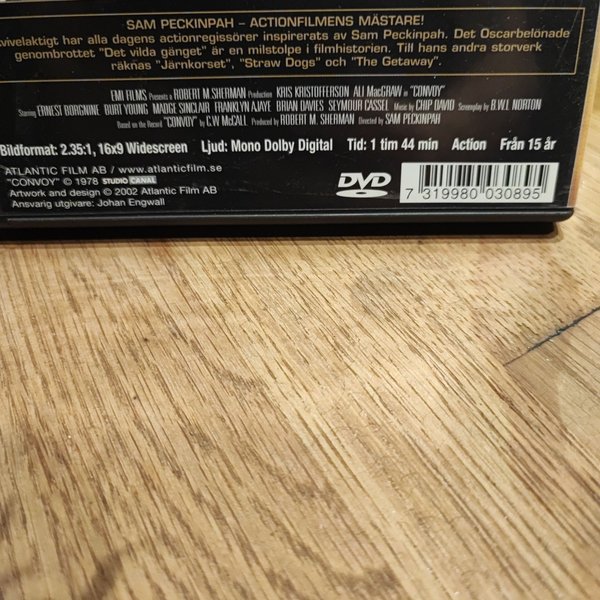 SAM PECKINPAH – ACTIONFILMENS MÄSTARE!
vivelaktigt har alla dagens actionregissörer inspirerats av Sam Peckinpah. Det Oscarbelönade
genombrottet "Det vilda gänget" är en milstolpe i filmhistorien. Till hans andra storverk
räknas "Järnkorset", "Straw Dogs" och "The Getaway".
EMI FILMS Presents a ROBERT M. SHERMAN Production KRIS KRISTOFFERSON ALI MacGRAW in "CONVOY"
Starring ERNEST BORGNINE BURT YOUNG MADGE SINCLAIR FRANKLYN AJAYE BRIAN DAVIES SEYMOUR CASSEL Music by CHIP DAVID Screenplay by B.W.L NORTON
Based on the Record "CONVOY" by C.W McCALL Produced by ROBERT M. SHERMAN Directed by SAM PECKINPAH
Bildformat: 2.35:1, 16x9 Widescreen Ljud: Mono Dolby Digital Tid: 1 tim 44 min Action Från 15 år
ATLANTIC FILM AB / www.atlanticfilm.se
"CONVOY" © 1978 STUDIO CANAL
Artwork and design © 2002 Atlantic Film AB
Ansvarig utgivare: Johan Engwall
DVD
7 319980 030895